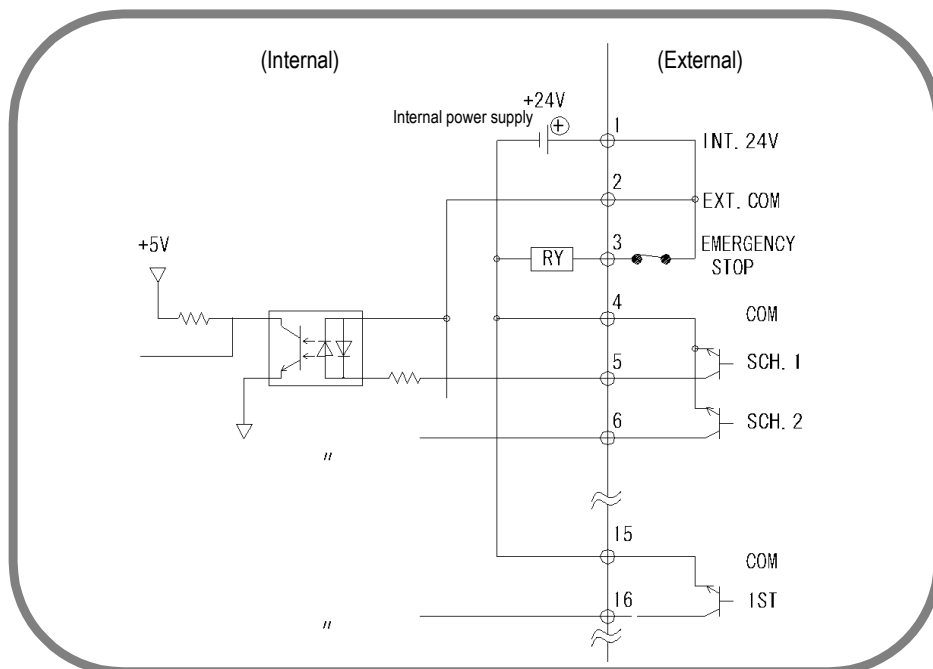 (Internal)
(External)
+24V
Internal power supply
1
INT. 24V
2
EXT. COM
+5V
3
RY
EMERGENCY
STOP
4
COM
5
SCH. 1
6
SCH. 2
〃
15
COM
16
1ST
〃